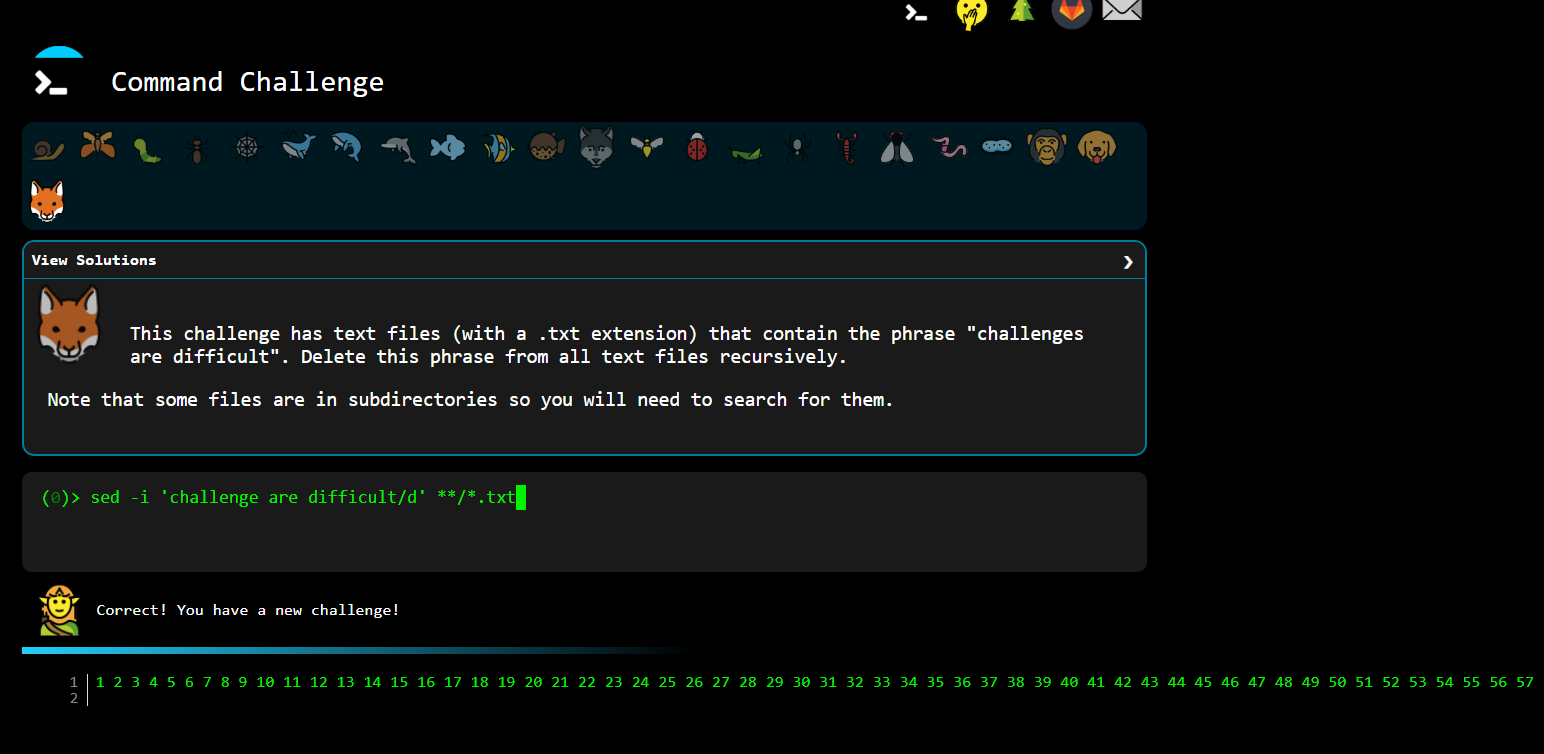 Command Challenge
View Solutions
This challenge has text files (with a .txt extension) that contain the phrase "challenges
are difficult". Delete this phrase from all text files recursively.
Note that some files are in subdirectories so you will need to search for them.
(0)> sed -i 'challenge are difficult/d' **/*.txt
Correct! You have a new challenge!
1 1 2 3 4 5 6 7 8 9 10 11 12 13 14 15 16 17 18 19 20 21 22 23 24 25 26 27 28 29 30 31 32 33 34 35 36 37 38 39 40 41 42 43 44 45 46 47 48 49 50 51 52 53 54 55 56 57
2